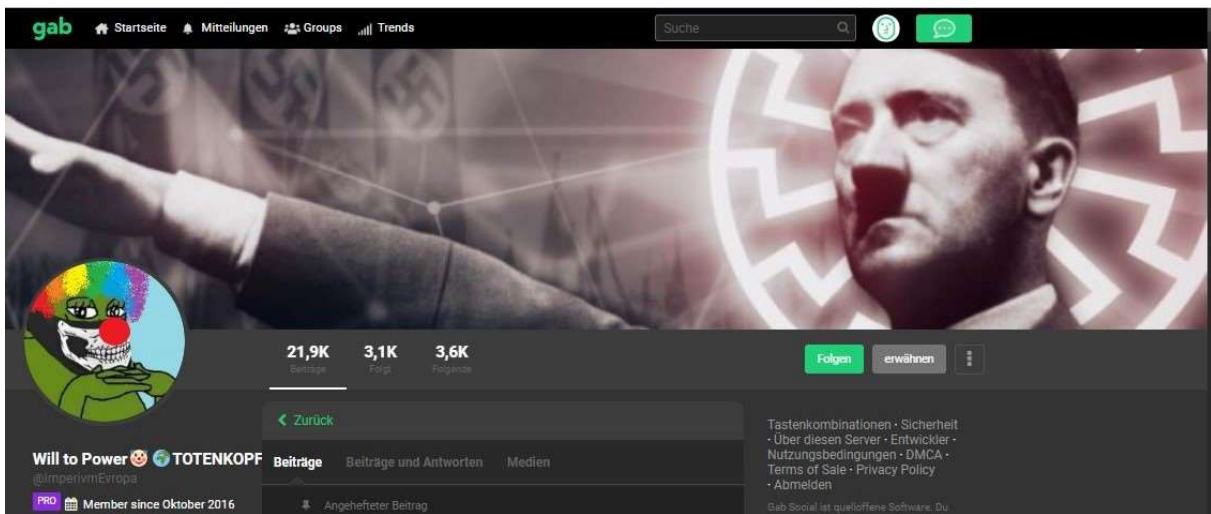 gab Startseite Mitteilungen Groups Trends Suche
21,9K 3,1K 3,6K
Beiträge Folgt Folgende
Folgen erwähnen
Zurück
Will to Power🤡 🌍TOTENKOPF
@ImperivmEvropa
PRO Member since Oktober 2016
Beiträge Beiträge und Antworten Medien
Angehefteter Beitrag
Tastenkombinationen · Sicherheit
· Über diesen Server · Entwickler ·
Nutzungsbedingungen · DMCA ·
Terms of Sale · Privacy Policy
· Abmelden
Gab Social ist quelloffene Software. Du